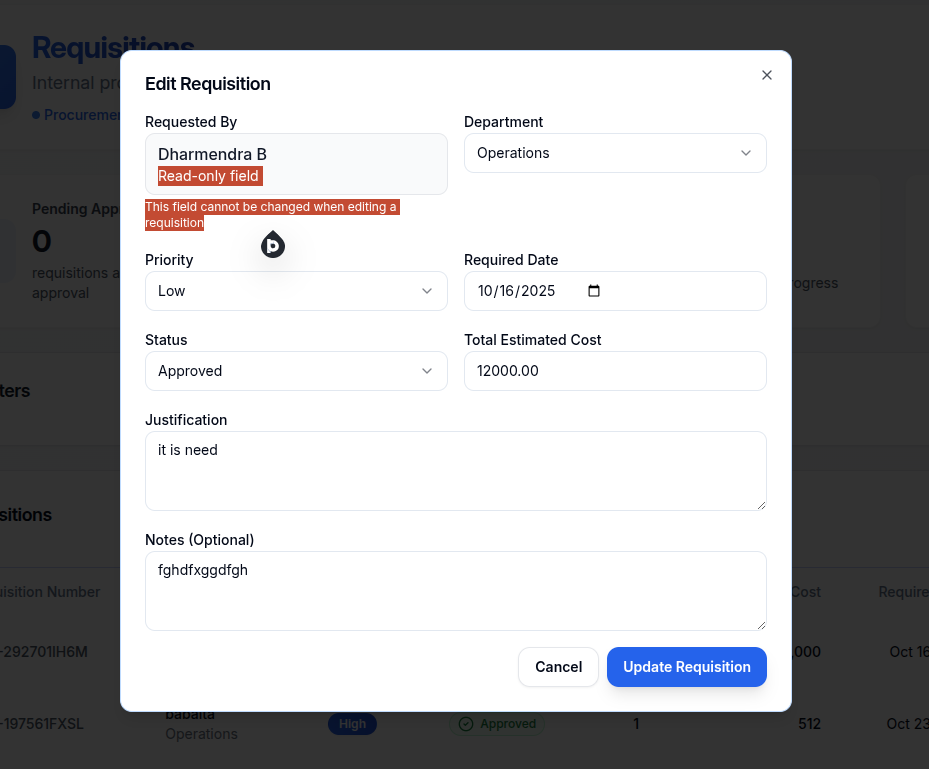 Requisitions
Internal pro
Procuremen
Edit Requisition
Requested By
Department
Dharmendra B
Read-only field
Operations
This field cannot be changed when editing a
requisition
Pending App
0
requisitions a
approval
ogress
Priority
Required Date
Low
10/16/2025
Status
Total Estimated Cost
Approved
12000.00
ters
Justification
it is need
sitions
Notes (Optional)
fghdfxggdfgh
uisition Number
Cost
Require
-292701IH6M
,000
Oct 16
Cancel
Update Requisition
babaita
-197561FXSL
Operations
High
Approved
1
512
Oct 23